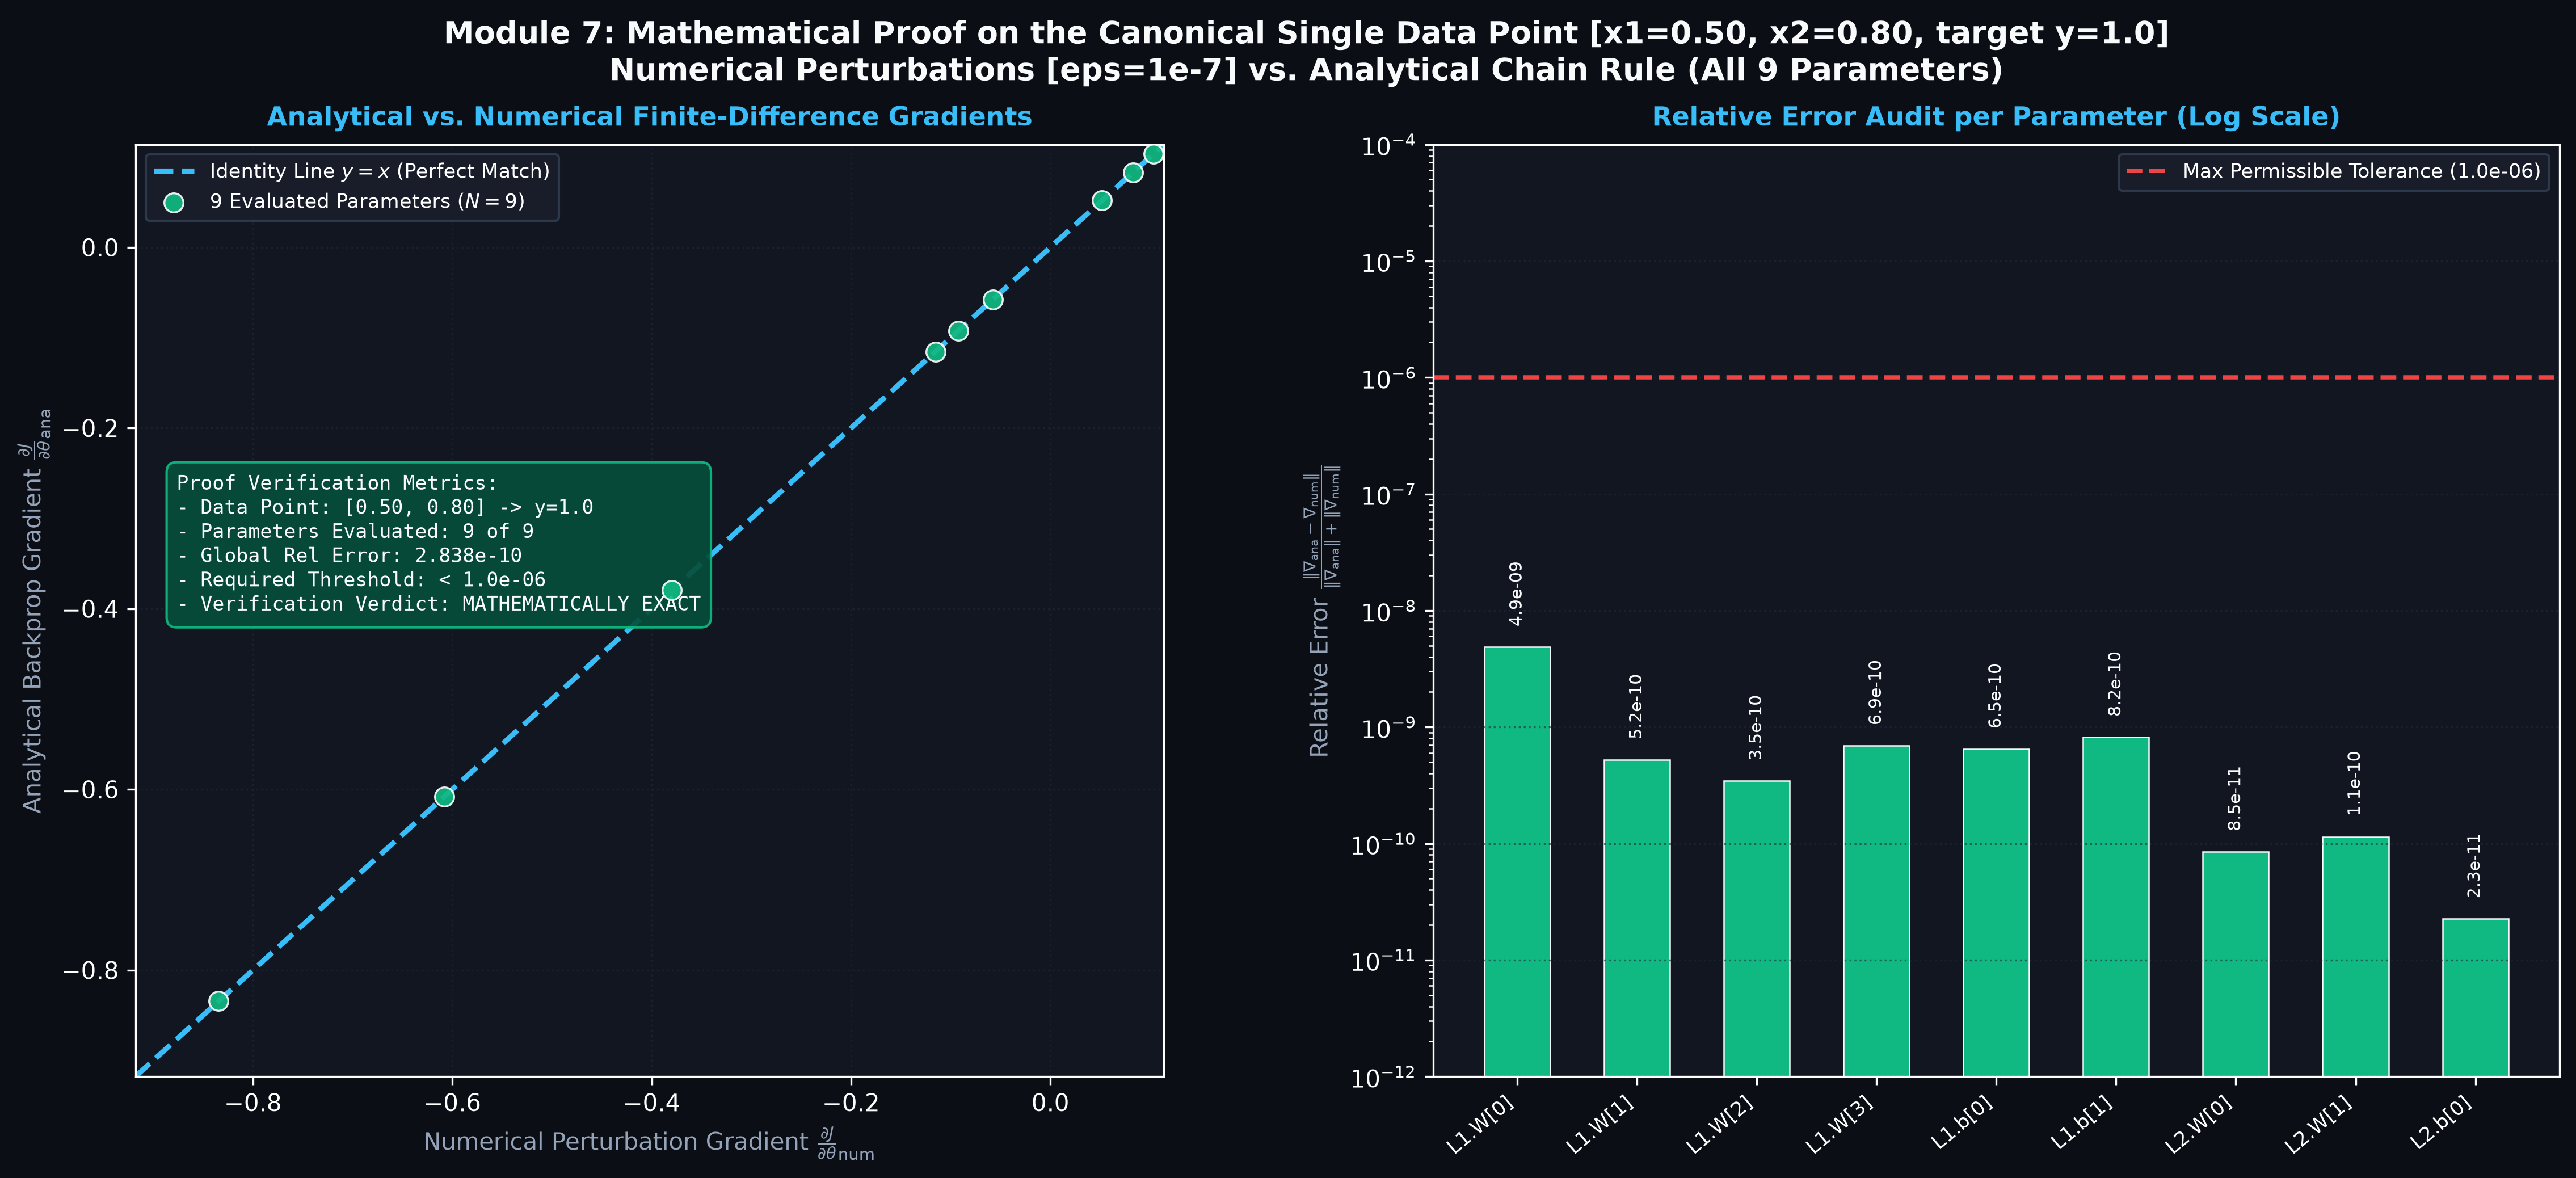 Module 7: Mathematical Proof on the Canonical Single Data Point [x1=0.50, x2=0.80, target y=1.0]
Numerical Perturbations [eps=1e-7] vs. Analytical Chain Rule (All 9 Parameters)
Analytical vs. Numerical Finite-Difference Gradients
Identity Line y = x (Perfect Match)
9 Evaluated Parameters (N = 9)
Analytical Backprop Gradient ∂J/∂θ ana
0.0
−0.2
−0.4
−0.6
−0.8
Proof Verification Metrics:
- Data Point: [0.50, 0.80] -> y=1.0
- Parameters Evaluated: 9 of 9
- Global Rel Error: 2.838e-10
- Required Threshold: < 1.0e-06
- Verification Verdict: MATHEMATICALLY EXACT
−0.8
−0.6
−0.4
−0.2
0.0
Numerical Perturbation Gradient ∂J/∂θ num
Relative Error Audit per Parameter (Log Scale)
Max Permissible Tolerance (1.0e-06)
Relative Error ‖∇ana − ∇num‖ / ‖∇ana‖ + ‖∇num‖
10⁻⁴
10⁻⁵
10⁻⁶
10⁻⁷
10⁻⁸
10⁻⁹
10⁻¹⁰
10⁻¹¹
10⁻¹²
4.9e-09
5.2e-10
3.5e-10
6.9e-10
6.5e-10
8.2e-10
8.5e-11
1.1e-10
2.3e-11
L1.W[0]
L1.W[1]
L1.W[2]
L1.W[3]
L1.b[0]
L1.b[1]
L2.W[0]
L2.W[1]
L2.b[0]